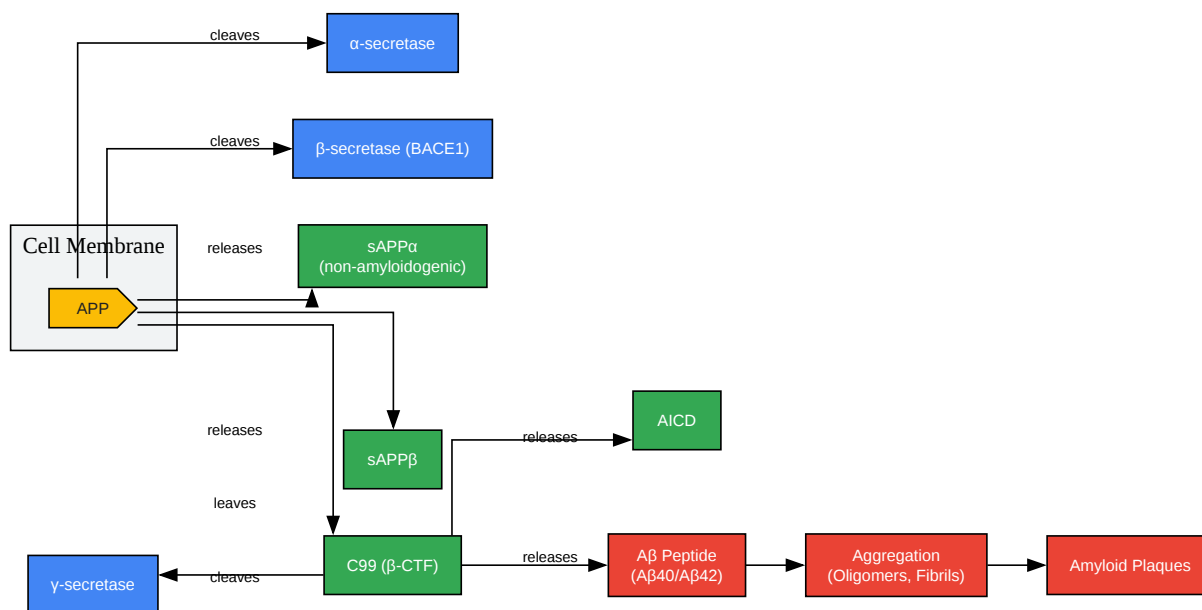 cleaves
α-secretase
cleaves
β-secretase (BACE1)
Cell Membrane
releases
sAPPα
(non-amyloidogenic)
APP
AICD
releases
releases
sAPPβ
leaves
C99 (β-CTF)
releases
Aβ Peptide
(Aβ40/Aβ42)
Aggregation
(Oligomers, Fibrils)
Amyloid Plaques
γ-secretase
cleaves